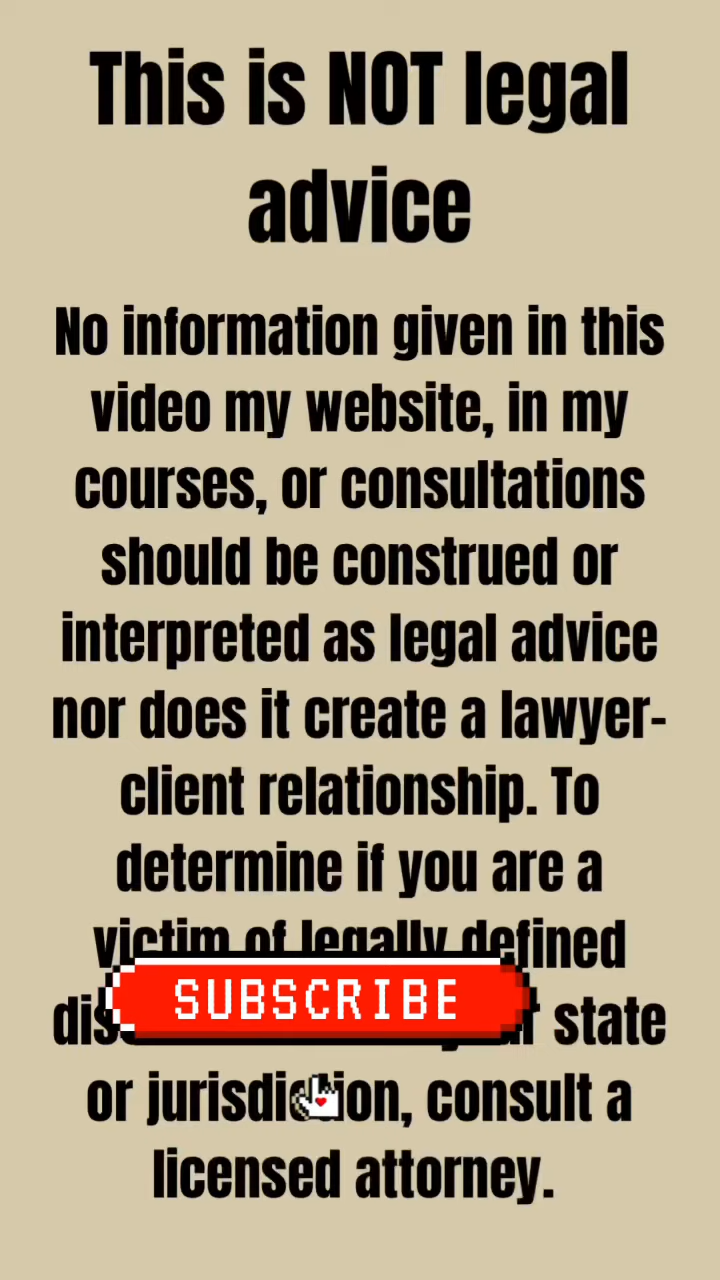 This is NOT legal
advice
No information given in this
video my website, in my
courses, or consultations
should be construed or
interpreted as legal advice
nor does it create a lawyer-
client relationship. To
determine if you are a
victim of legally defined
SUBSCRIBE
state
or jurisdiction, consult a
licensed attorney.